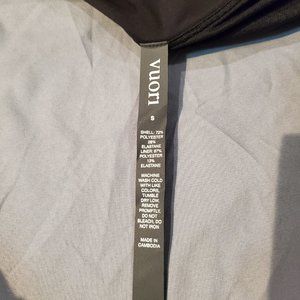 vuori
S
SHELL: 72%
POLYESTER
28%
ELASTANE
LINER: 87%
POLYESTER
13%
ELASTANE
MACHINE
WASH COLD
WITH LIKE
COLORS,
TUMBLE
DRY LOW,
REMOVE
PROMPTLY,
DO NOT
BLEACH, DO
NOT IRON
MADE IN
CAMBODIA